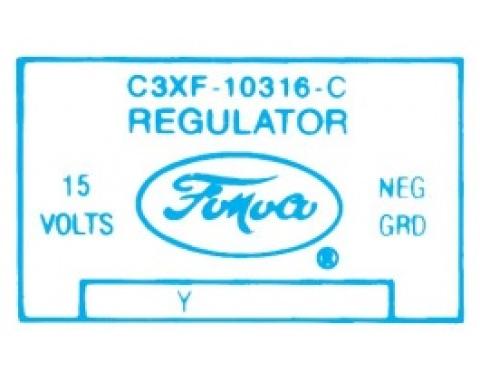 C3XF-10316-C
REGULATOR
15
VOLTS
FoMoCo
NEG
GRD
®
Y